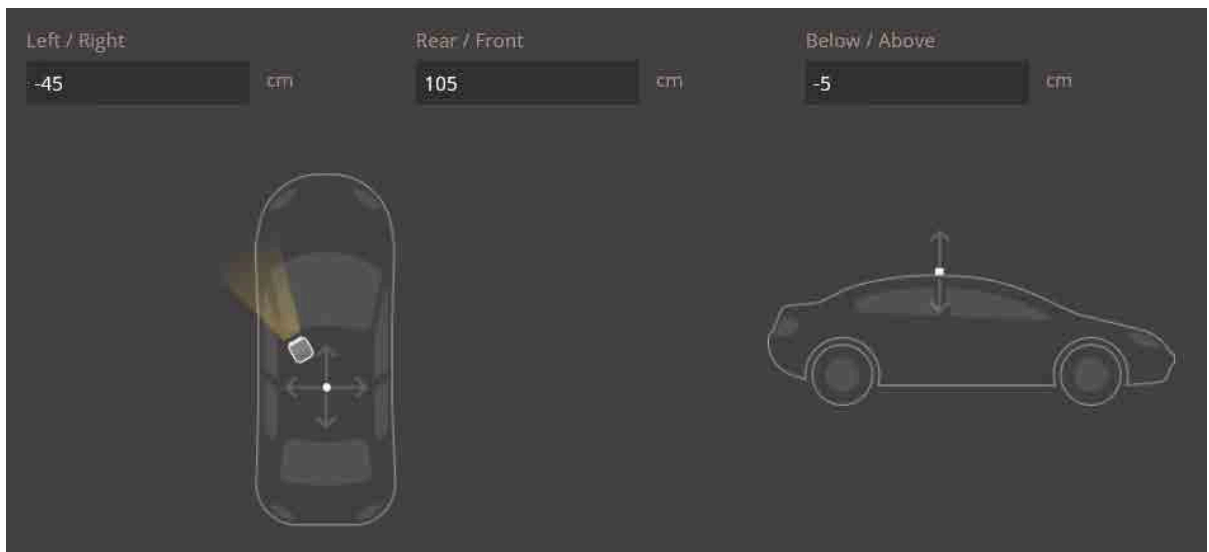 Left / Right
Rear / Front
Below / Above
-45 cm
105 cm
-5 cm